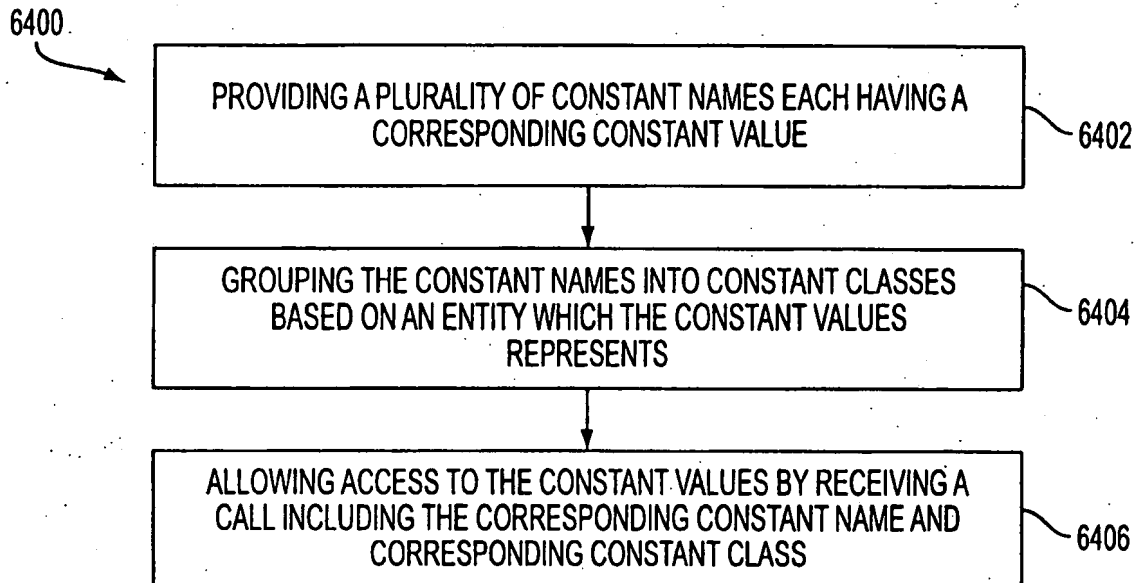 6400
PROVIDING A PLURALITY OF CONSTANT NAMES EACH HAVING A
CORRESPONDING CONSTANT VALUE
6402
GROUPING THE CONSTANT NAMES INTO CONSTANT CLASSES
BASED ON AN ENTITY WHICH THE CONSTANT VALUES
REPRESENTS
6404
ALLOWING ACCESS TO THE CONSTANT VALUES BY RECEIVING A
CALL INCLUDING THE CORRESPONDING CONSTANT NAME AND
CORRESPONDING CONSTANT CLASS
6406